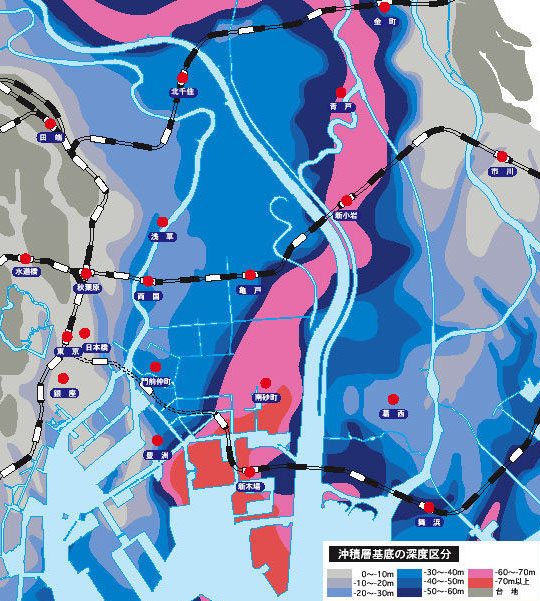 金町
北千住
青戸
田端
市川
新小岩
浅草
水道橋
秋葉原
両国
亀戸
東京
日本橋
門前仲町
銀座
南砂町
葛西
豊洲
新木場
舞浜
沖積層基底の深度区分
0〜10m
-10〜20m
-20〜30m
-30〜40m
-40〜50m
-50〜60m
-60〜70m
-70m以上
台 地